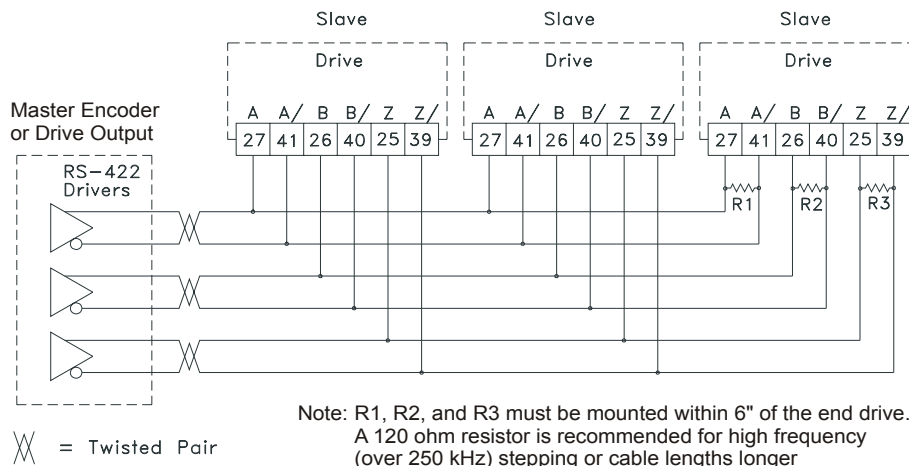 Slave Slave Slave
Drive Drive Drive
Master Encoder
or Drive Output
A A/ B B/ Z Z/ A A/ B B/ Z Z/ A A/ B B/ Z Z/
27 41 26 40 25 39 27 41 26 40 25 39 27 41 26 40 25 39
RS-422
Drivers
R1 R2 R3
Note: R1, R2, and R3 must be mounted within 6" of the end drive.
A 120 ohm resistor is recommended for high frequency
(over 250 kHz) stepping or cable lengths longer
= Twisted Pair